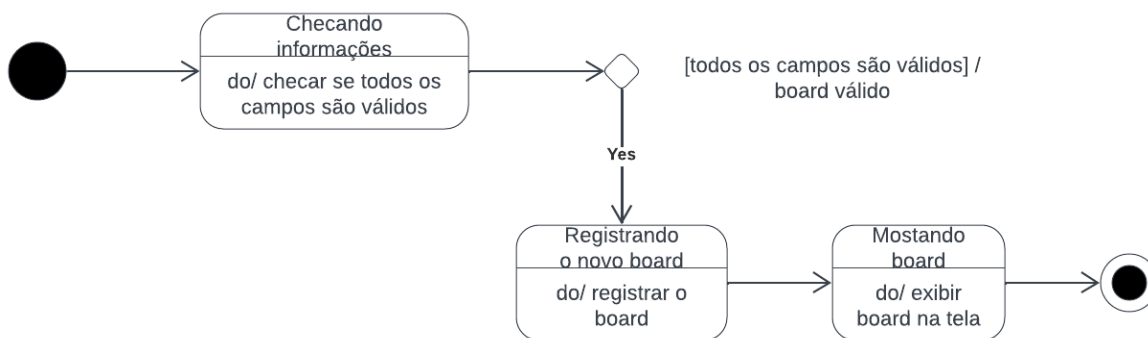 Checando
informações
do/ checar se todos os
campos são válidos
[todos os campos são válidos] /
board válido
Yes
Registrando
o novo board
do/ registrar o
board
Mostando
board
do/ exibir
board na tela